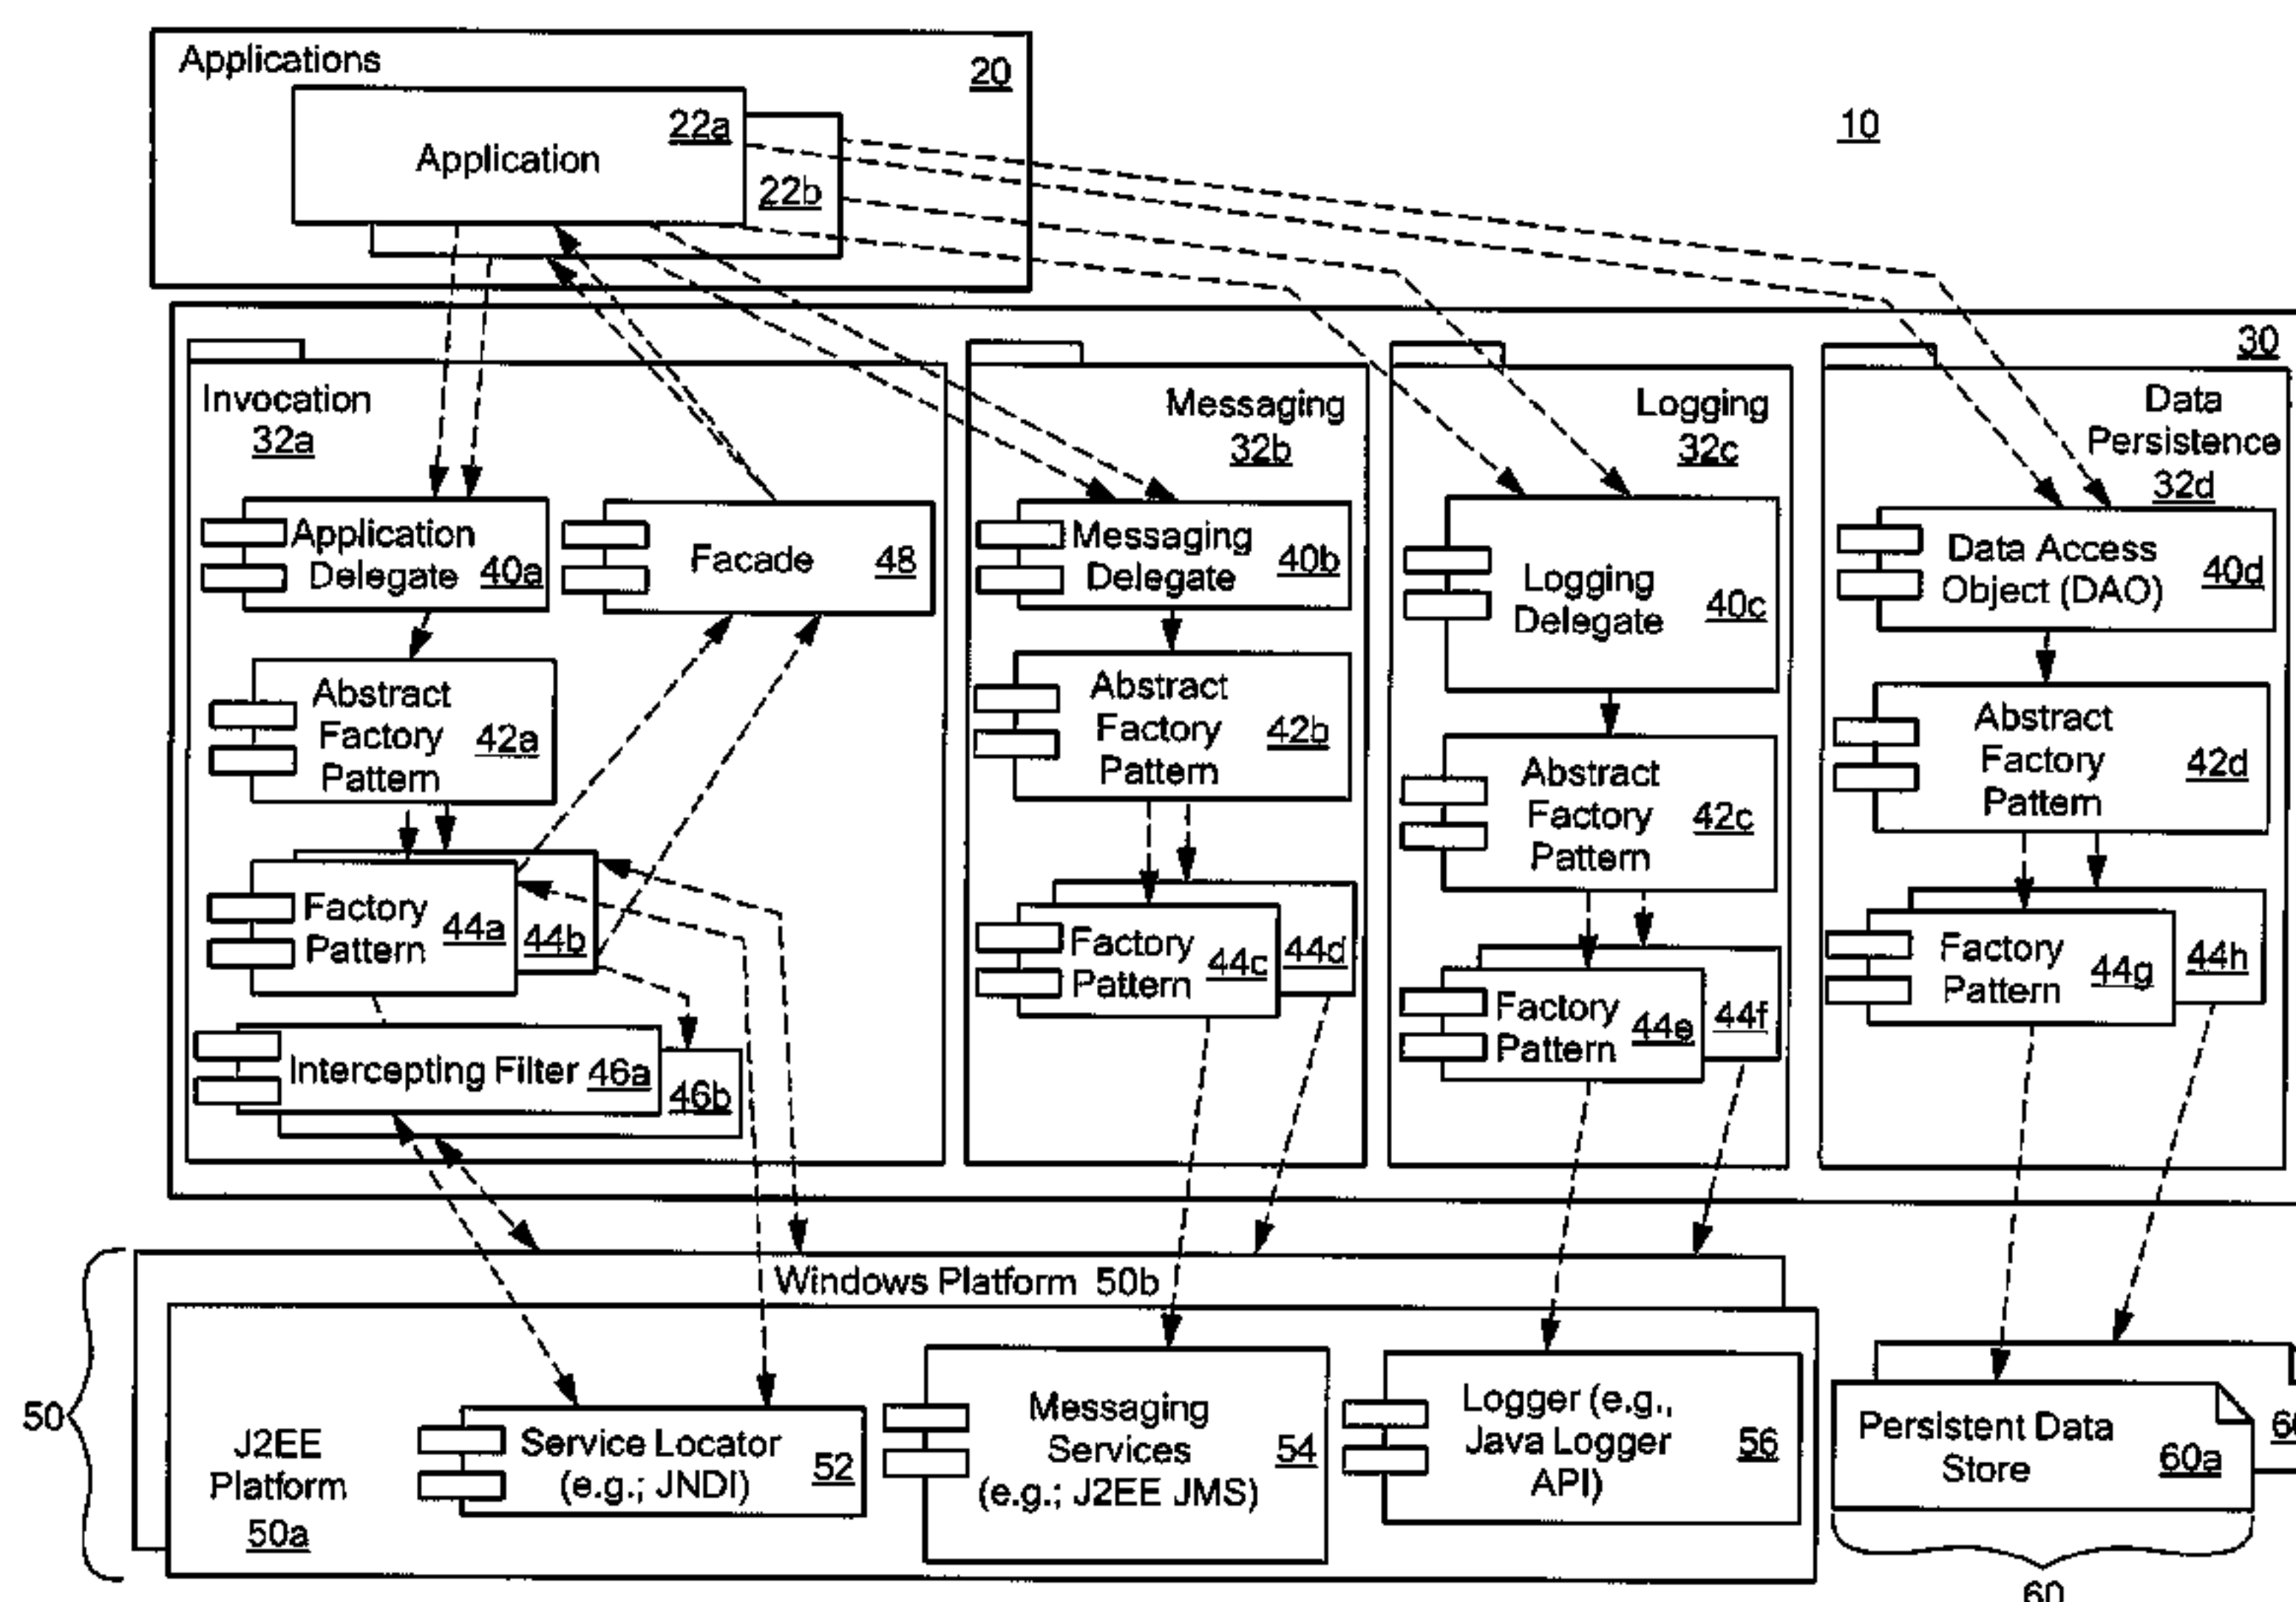 Applications
20
22a
Application
22b
10
30
Invocation
32a
Messaging
32b
Logging
32c
Data
Persistence
32d
Application
Delegate 40a
Facade 48
Messaging
Delegate 40b
Logging
Delegate 40c
Data Access
Object (DAO) 40d
Abstract
Factory
Pattern
42a
Abstract
Factory
Pattern
42b
Abstract
Factory
Pattern
42c
Abstract
Factory
Pattern
42d
Factory
Pattern 44a
44b
Factory
Pattern 44c
44d
Factory
Pattern 44e
44f
Factory
Pattern 44g
44h
Intercepting Filter 46a
46b
Windows Platform 50b
50
J2EE
Platform
50a
Service Locator
(e.g.; JNDI) 52
Messaging
Services
(e.g.; J2EE JMS)
54
Logger (e.g.,
Java Logger
API)
56
Persistent Data
Store 60a
60